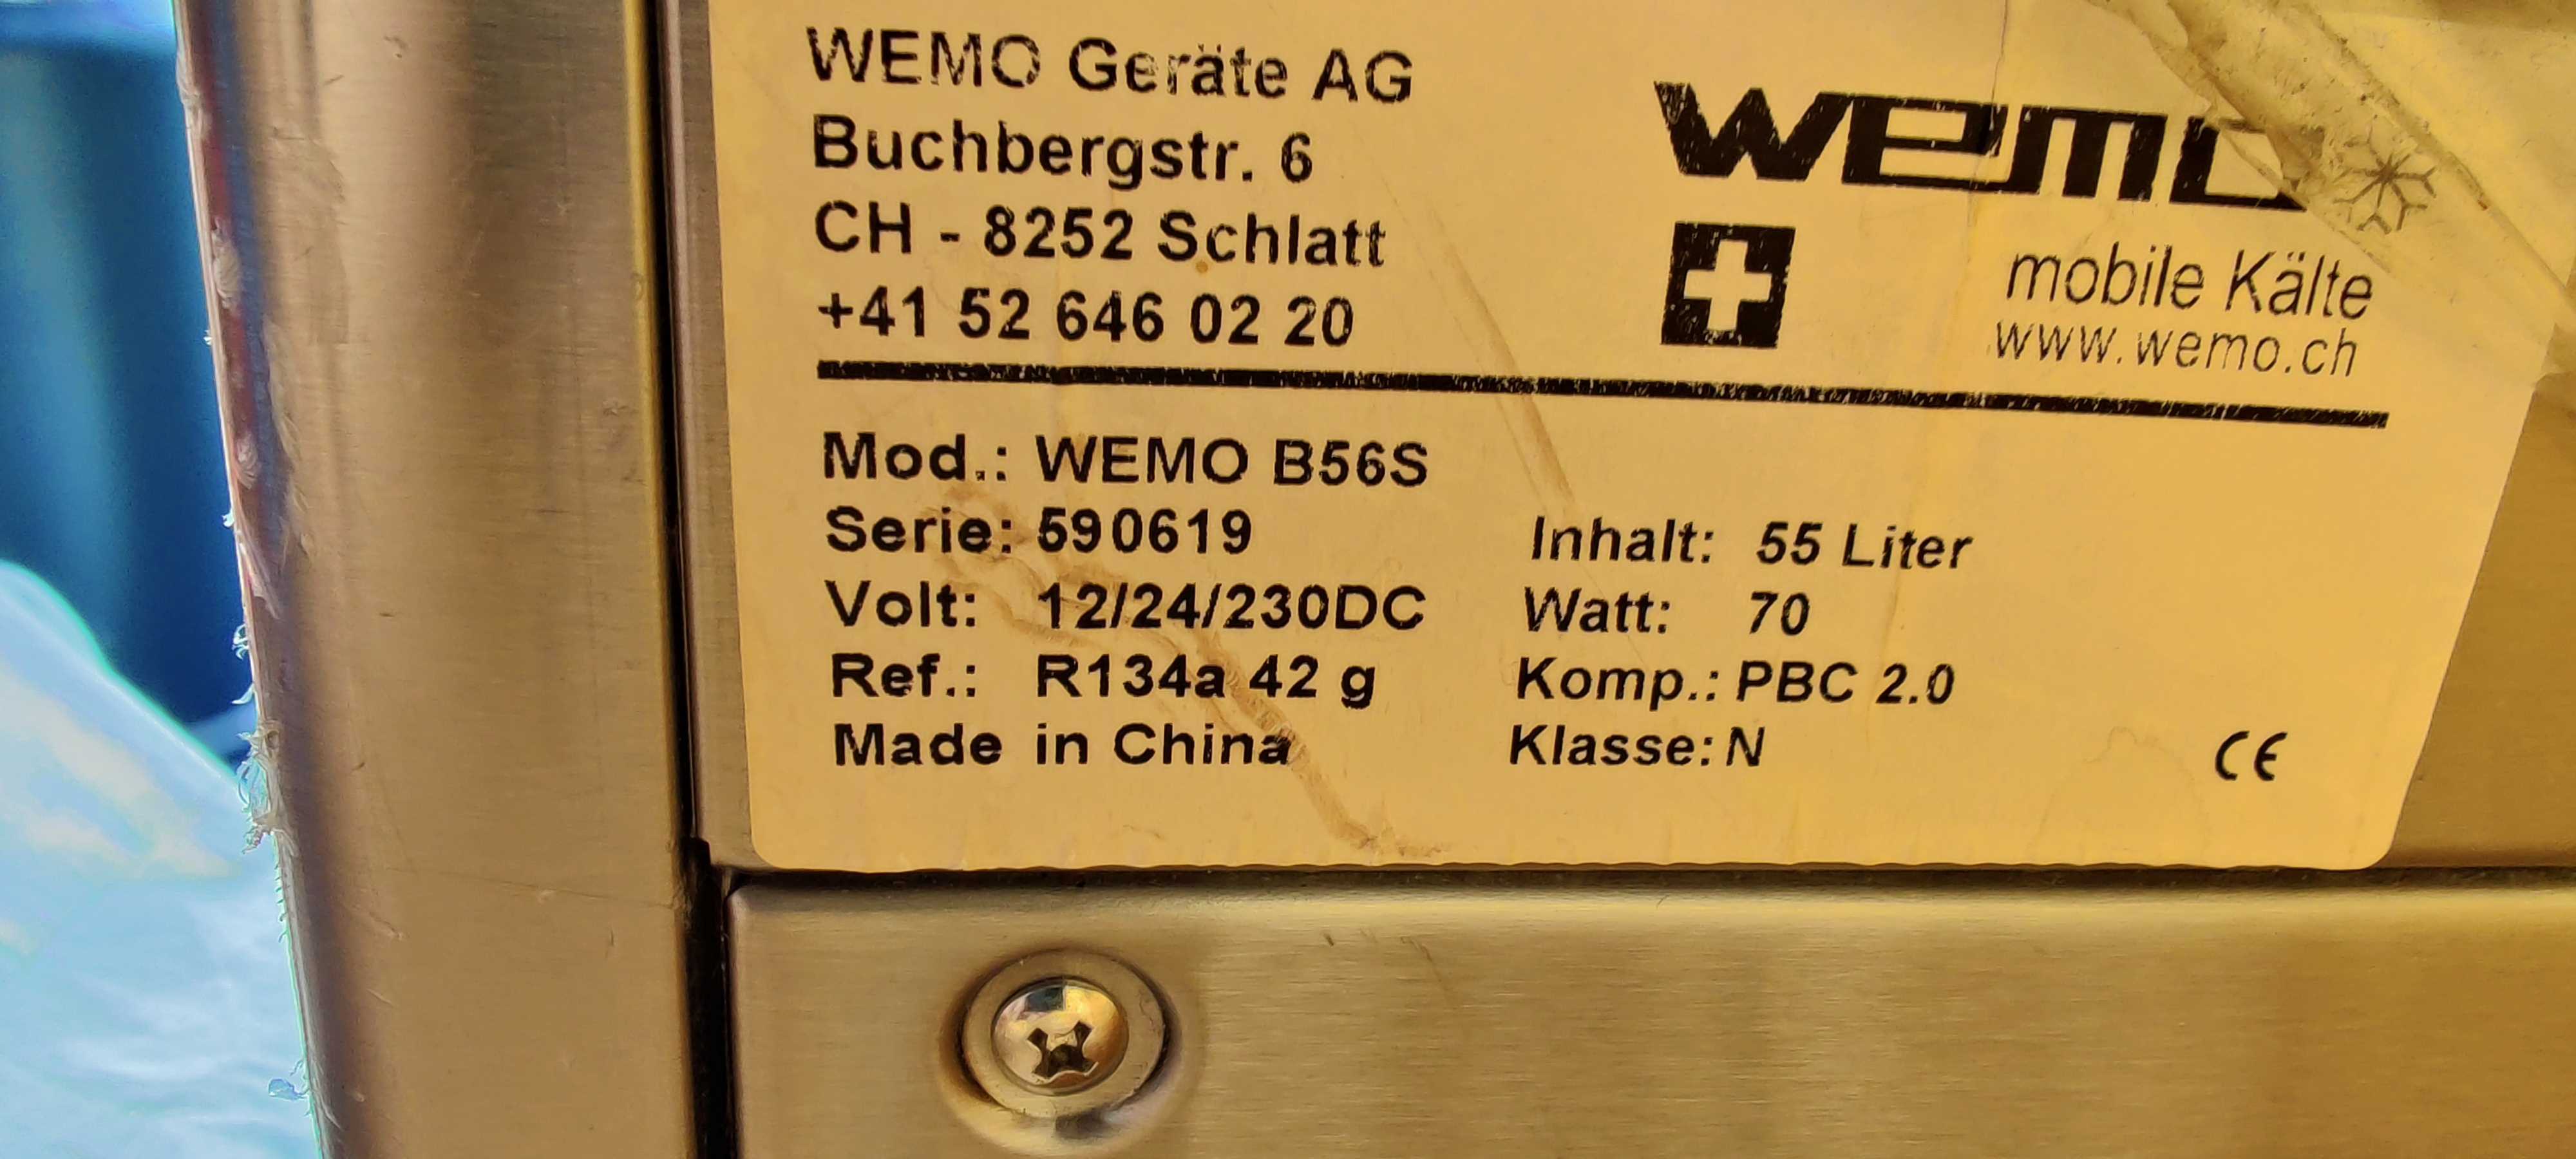 WEMO Geräte AG
Buchbergstr. 6
CH - 8252 Schlatt
+41 52 646 02 20
wemo
mobile Kälte
www.wemo.ch
Mod.: WEMO B56S
Serie: 590619
Volt: 12/24/230DC
Ref.: R134a 42 g
Made in China
Inhalt: 55 Liter
Watt: 70
Komp.: PBC 2.0
Klasse: N
CE